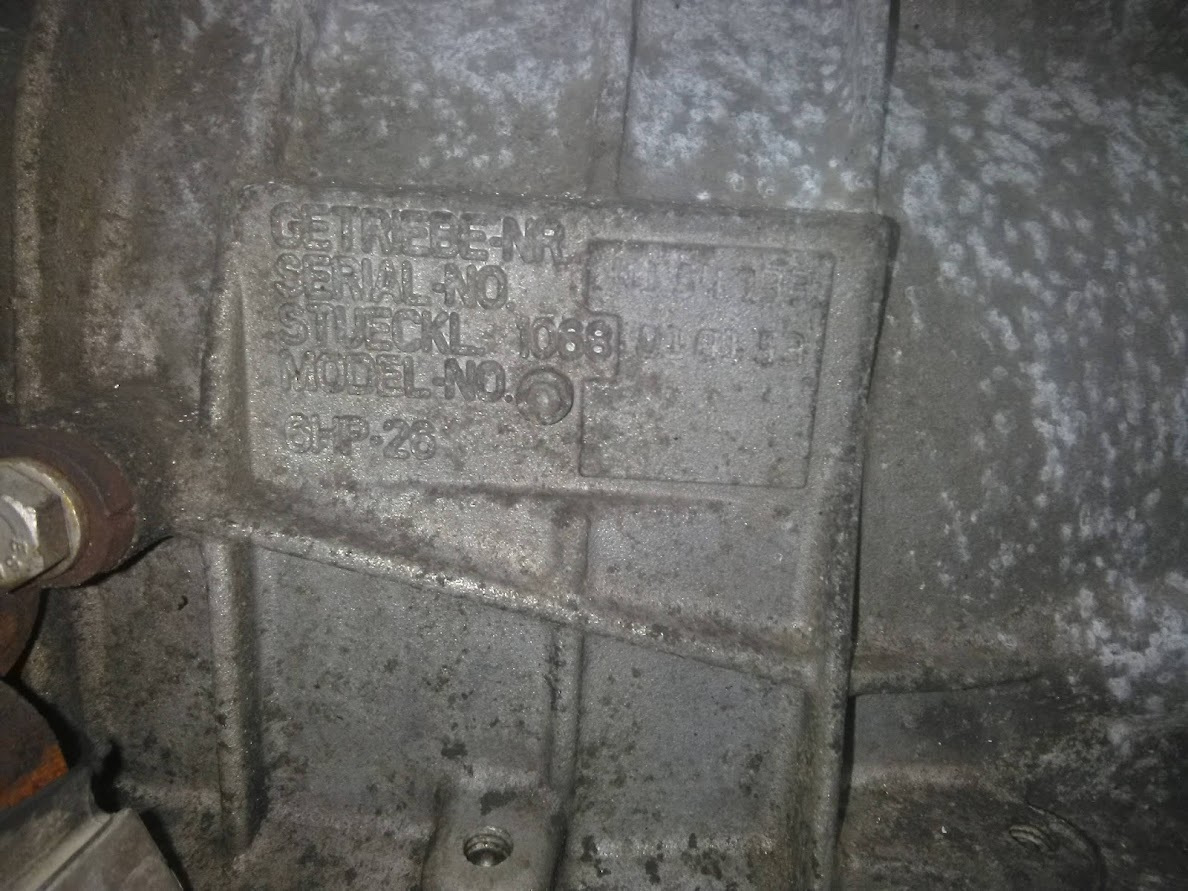 GETRIEBE-NR.
SERIAL-NO.
STUECKL. 1068
MODEL-NO.
6HP-26